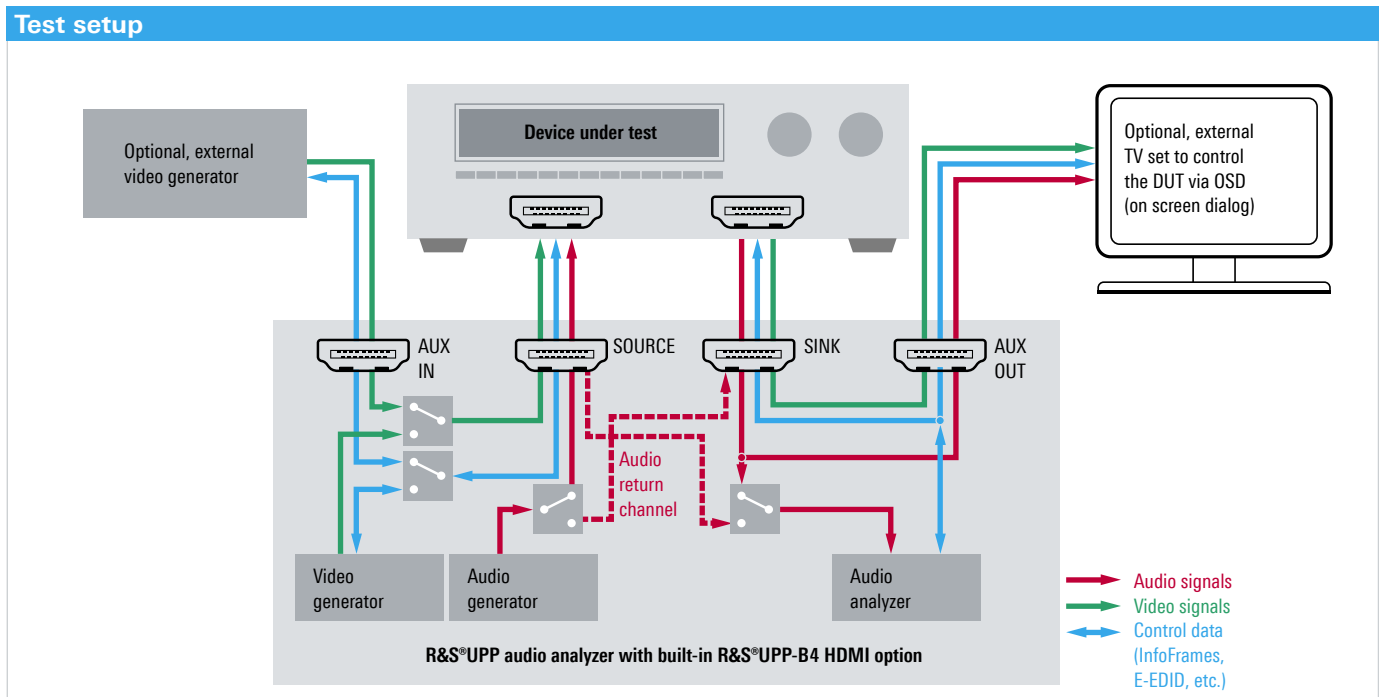 Test setup
Optional, external
video generator
Device under test
Optional, external
TV set to control
the DUT via OSD
(on screen dialog)
AUX
IN
SOURCE
SINK
AUX
OUT
Audio
return
channel
Video
generator
Audio
generator
Audio
analyzer
R&S®UPP audio analyzer with built-in R&S®UPP-B4 HDMI option
Audio signals
Video signals
Control data
(InfoFrames,
E-EDID, etc.)